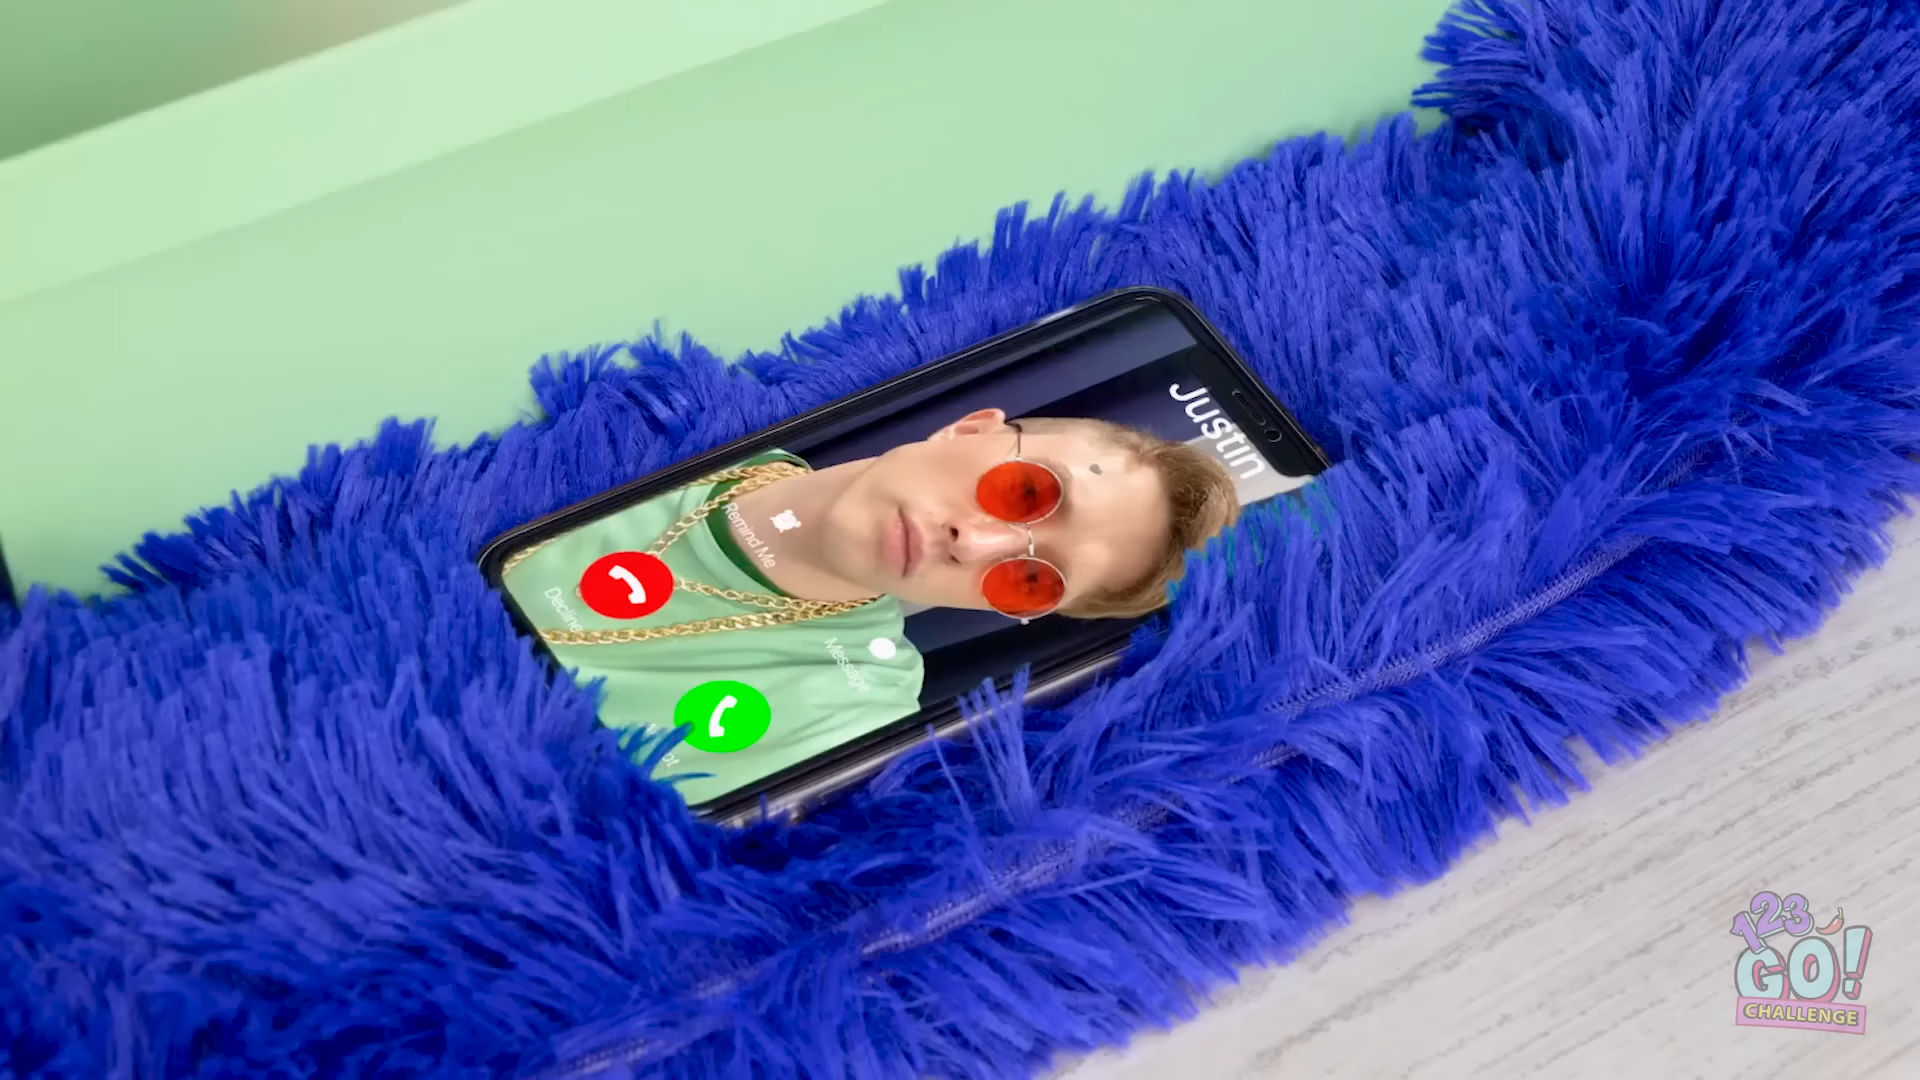 Justin
Remind Me
Message
Decline
123
GO!
CHALLENGE